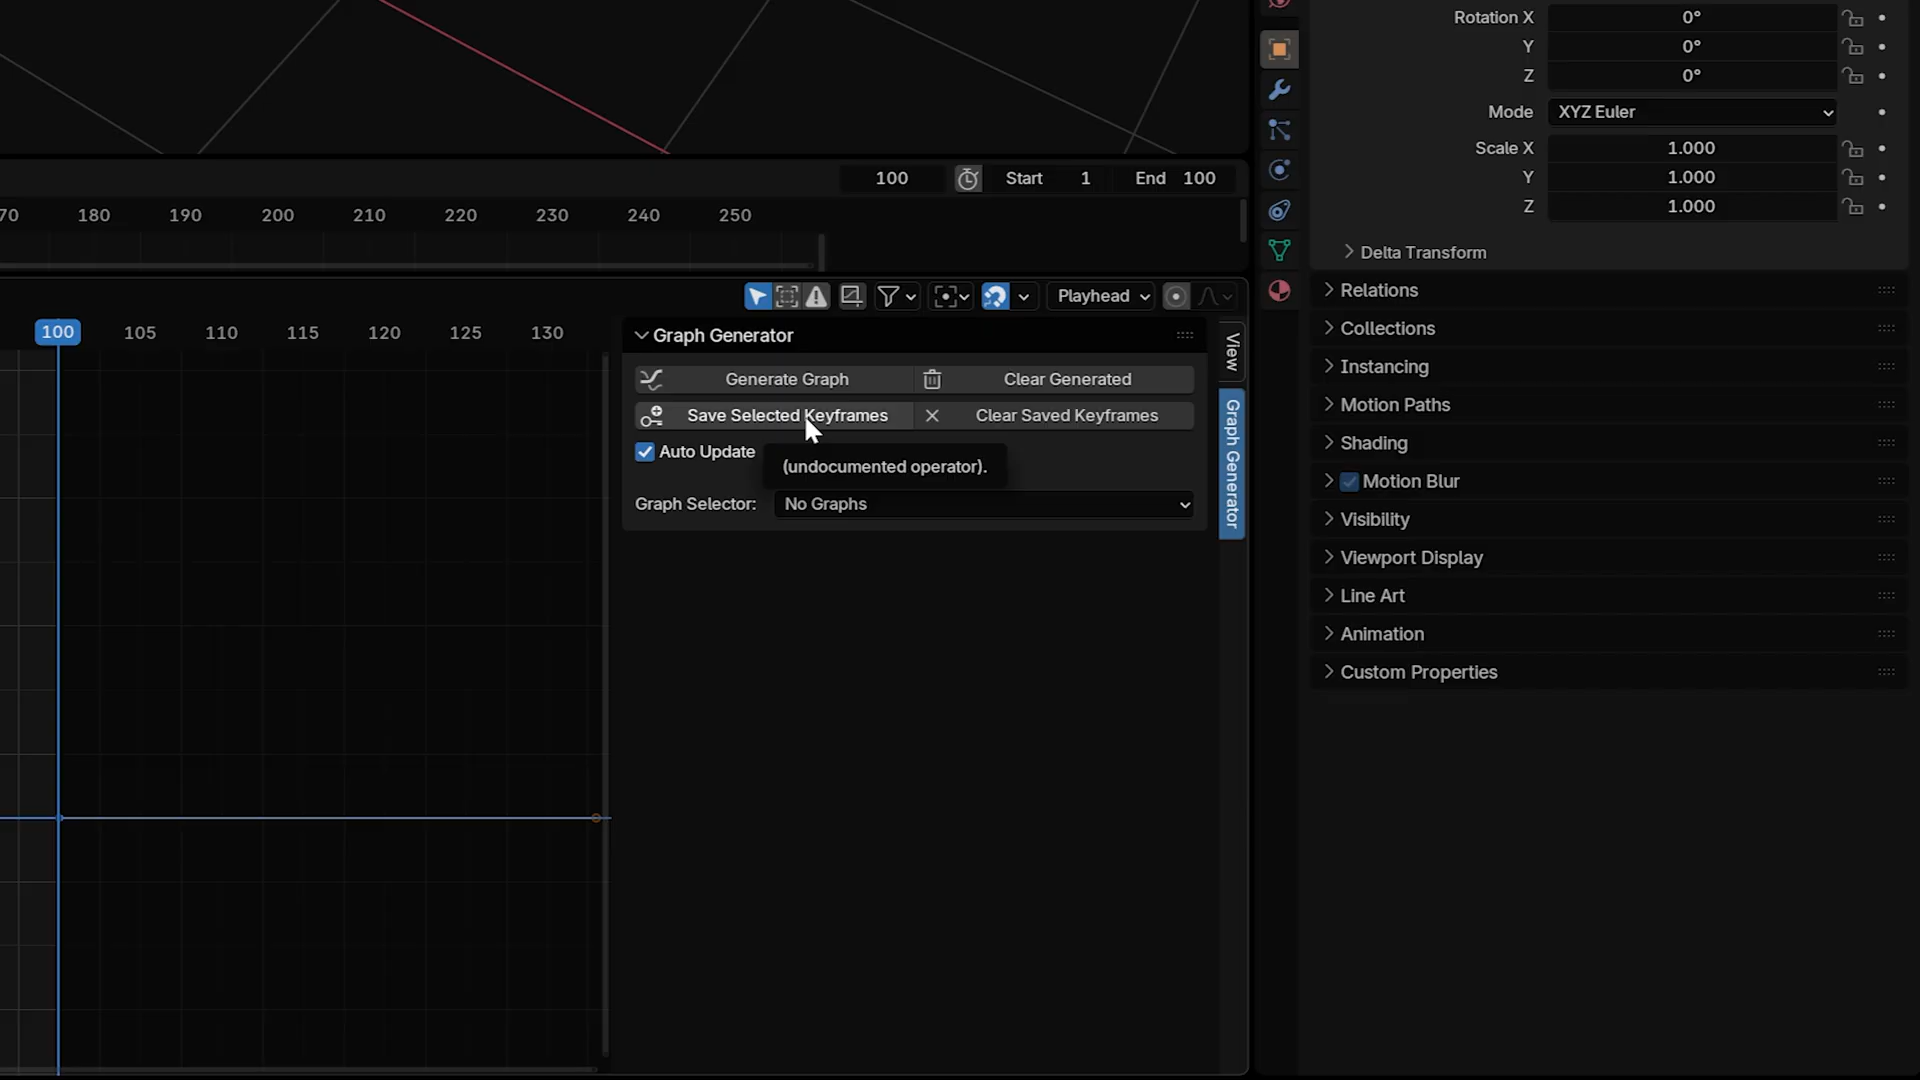 Rotation X 0°
Y 0°
Z 0°
Mode XYZ Euler
Scale X 1.000
Y 1.000
Z 1.000
Delta Transform
Relations
Collections
Instancing
Motion Paths
Shading
Motion Blur
Visibility
Viewport Display
Line Art
Animation
Custom Properties
100 Start 1 End 100
70 180 190 200 210 220 230 240 250
Playhead
100 105 110 115 120 125 130
Graph Generator
Generate Graph Clear Generated
Save Selected Keyframes Clear Saved Keyframes
Auto Update
(undocumented operator).
Graph Selector: No Graphs
View
Graph Generator